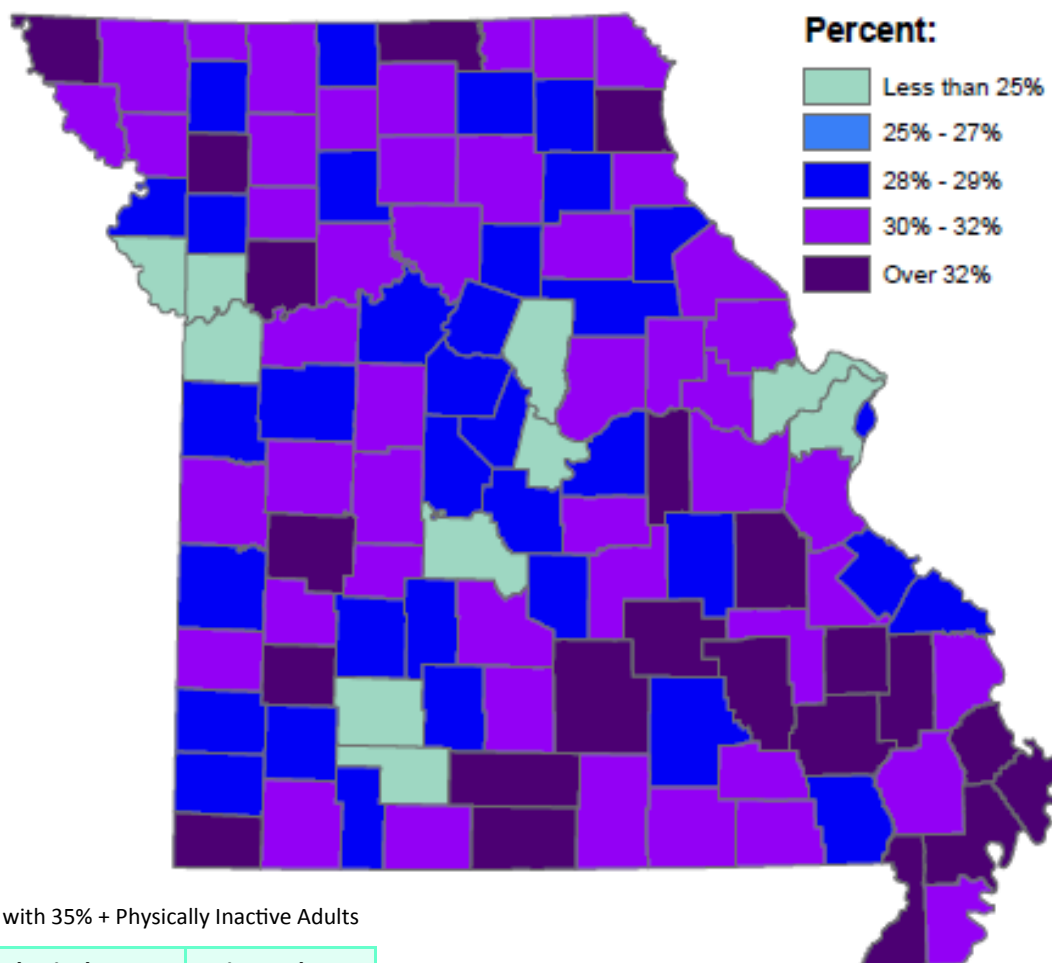 Percent:
Less than 25%
25% - 27%
28% - 29%
30% - 32%
Over 32%
with 35% + Physically Inactive Adults